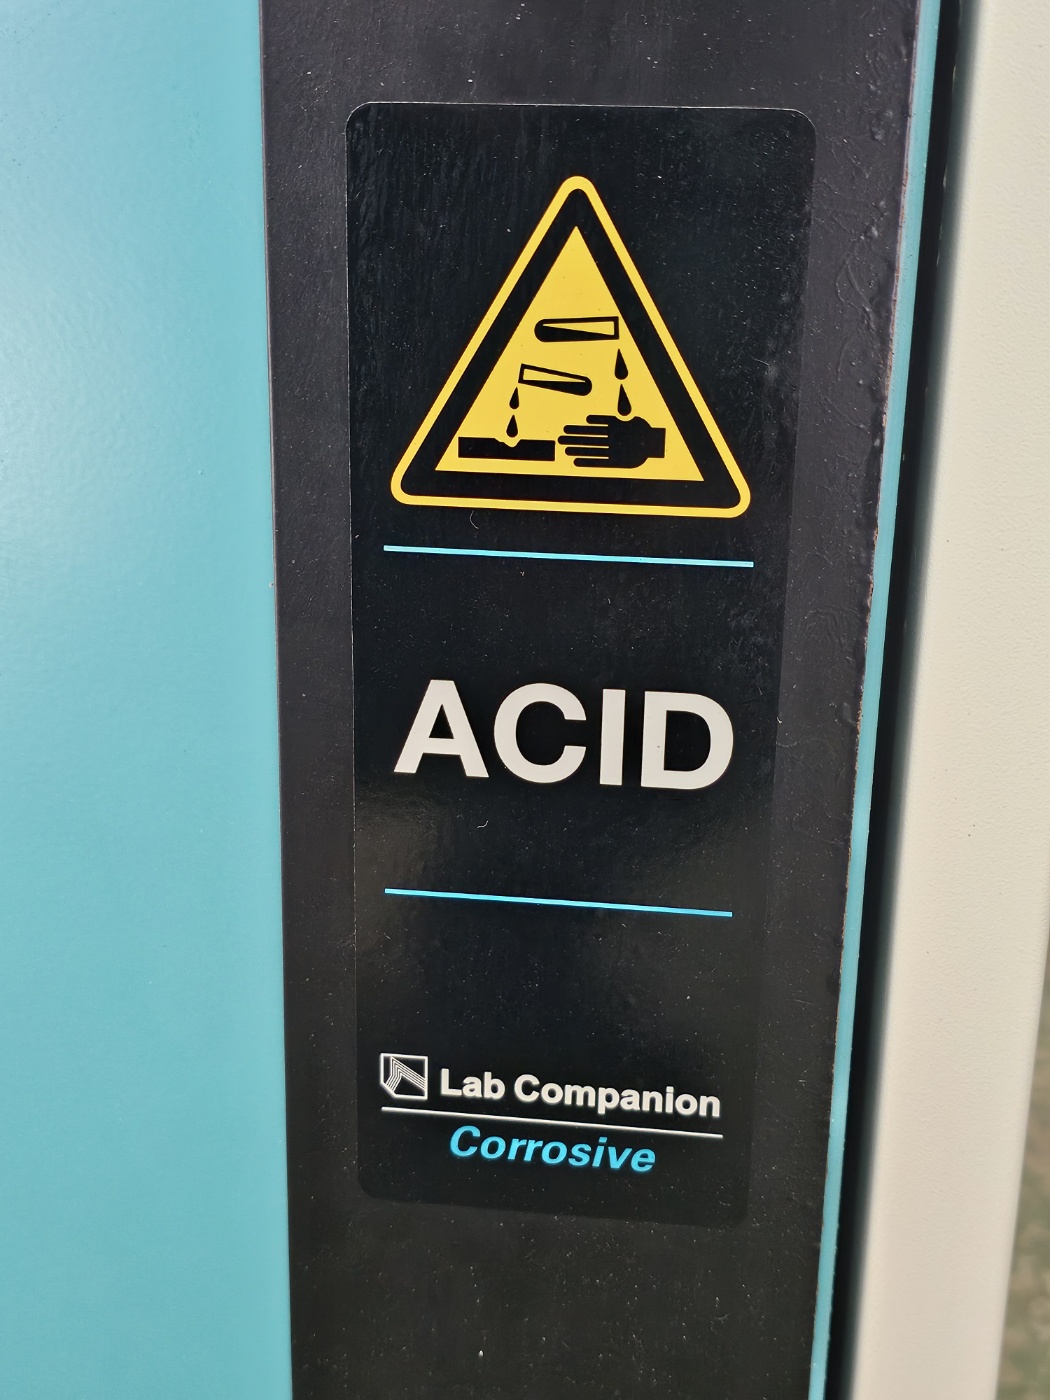 ACID
Lab Companion
Corrosive